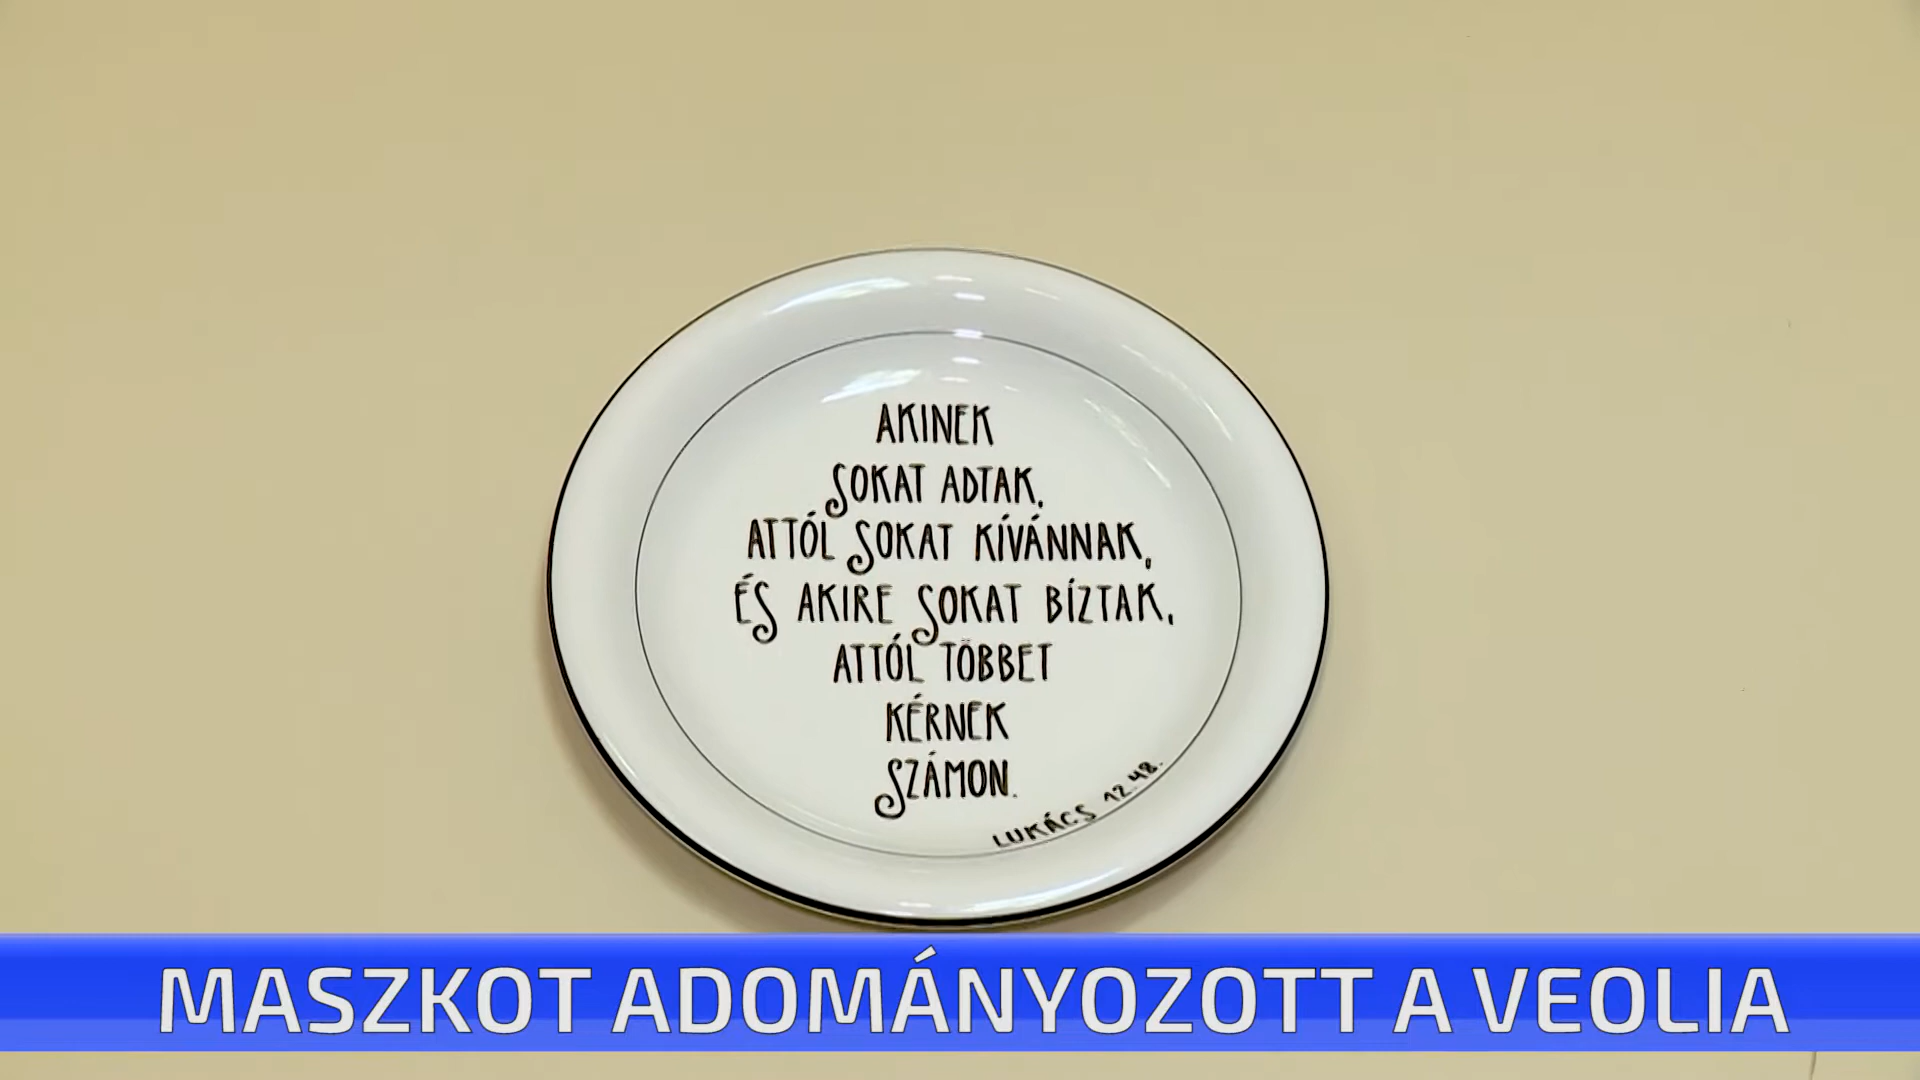 AKINEK
SOKAT ADTAK,
ATTÓL SOKAT KÍVÁNNAK,
ÉS AKIRE SOKAT BÍZTAK,
ATTÓL TÖBBET
KÉRNEK
SZÁMON.
LUKÁCS 12.48.
MASZKOT ADOMÁNYOZOTT A VEOLIA